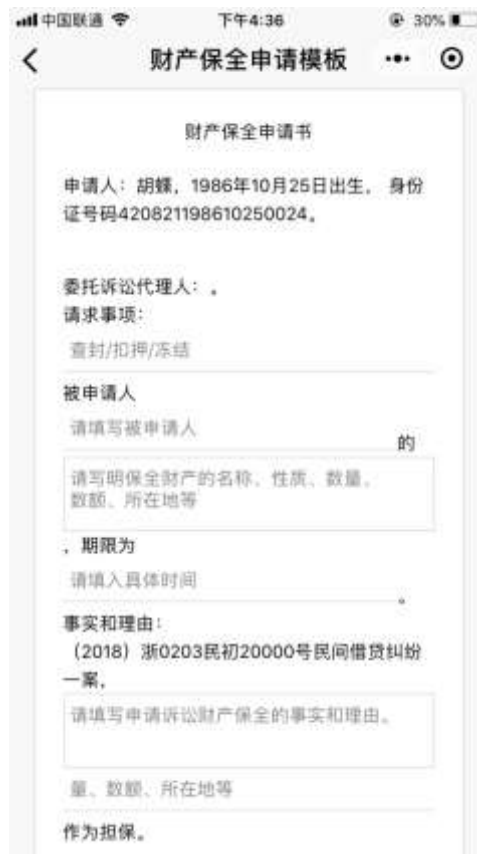 中国联通 下午4:36 30%
财产保全申请模板
财产保全申请书
申请人：胡蝶，1986年10月25日出生， 身份
证号码420821198610250024。
委托诉讼代理人：。
请求事项：
查封/扣押/冻结
被申请人
请填写被申请人
的
请写明保全财产的名称、性质、数量、
数额、所在地等
，期限为
请填入具体时间
。
事实和理由：
（2018）浙0203民初20000号民间借贷纠纷
一案，
请填写申请诉讼财产保全的事实和理由。
量、数额、所在地等
作为担保。